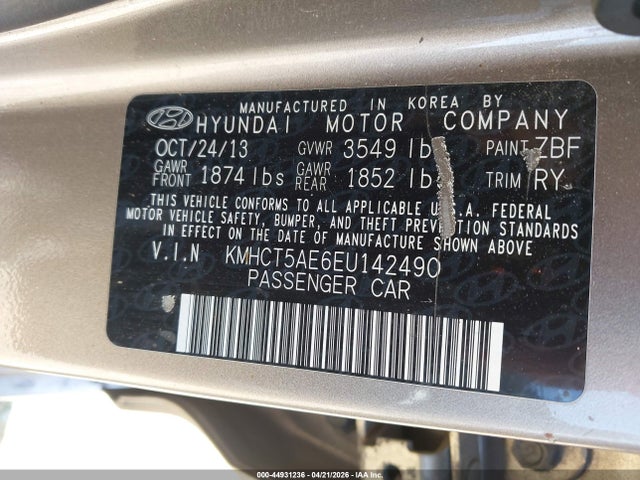 MANUFACTURED IN KOREA BY
HYUNDAI MOTOR COMPANY
OCT/24/13 GVWR 3549 lb PAINT 7BF
GAWR FRONT 1874 lbs GAWR REAR 1852 lb TRIM RY
THIS VEHICLE CONFORMS TO ALL APPLICABLE U.S.A. FEDERAL
MOTOR VEHICLE SAFETY, BUMPER, AND THEFT PREVENTION STANDARDS
IN EFFECT ON THE DATE OF MANUFACTURE SHOWN ABOVE
V.I.N KMHCT5AE6EU142490
PASSENGER CAR
000-44931236 - 04/21/2026 - IAA Inc.